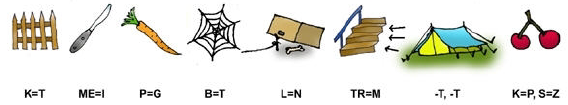 K=T ME=I P=G B=T L=N TR=M -T, -T K=P, S=Z